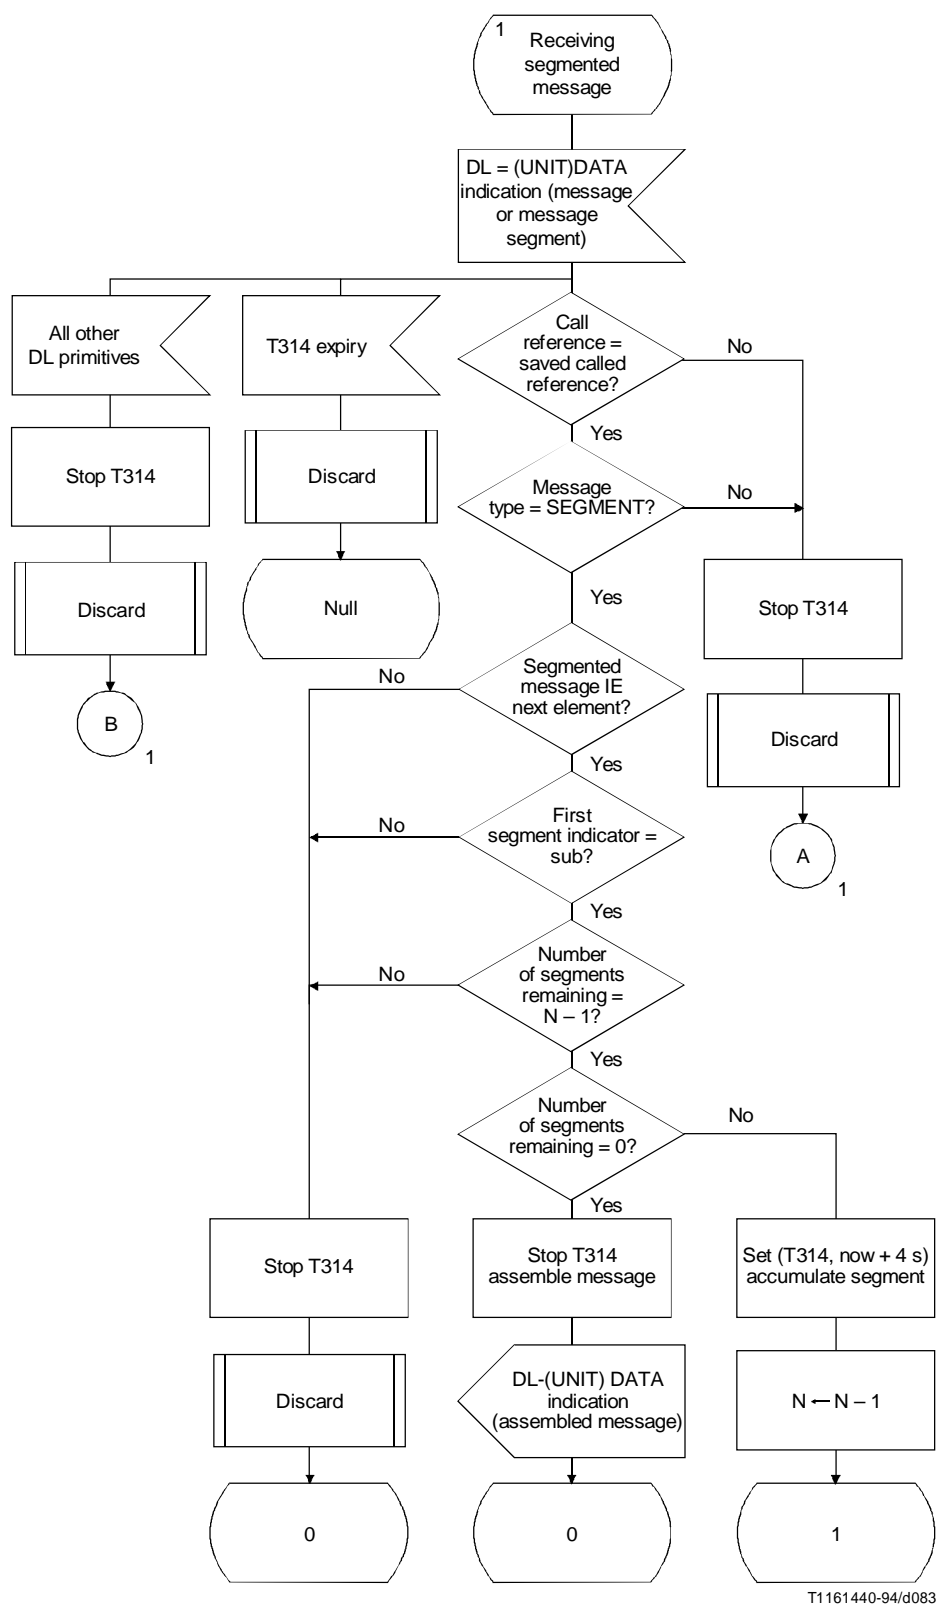 1
Receiving
segmented
message
DL = (UNIT)DATA
indication (message
or message
segment)
All other
DL primitives
T314 expiry
Call
reference =
saved called
reference?
No
Yes
Stop T314
Discard
Message
type = SEGMENT?
No
Yes
Discard
Null
Stop T314
Segmented
message IE
next element?
No
Yes
B
1
Discard
First
segment indicator =
sub?
No
Yes
A
1
Number
of segments
remaining =
N – 1?
No
Yes
Number
of segments
remaining = 0?
No
Yes
Stop T314
Stop T314
assemble message
Set (T314, now + 4 s)
accumulate segment
Discard
DL-(UNIT) DATA
indication
(assembled message)
N ← N – 1
0
0
1
T1161440-94/d083